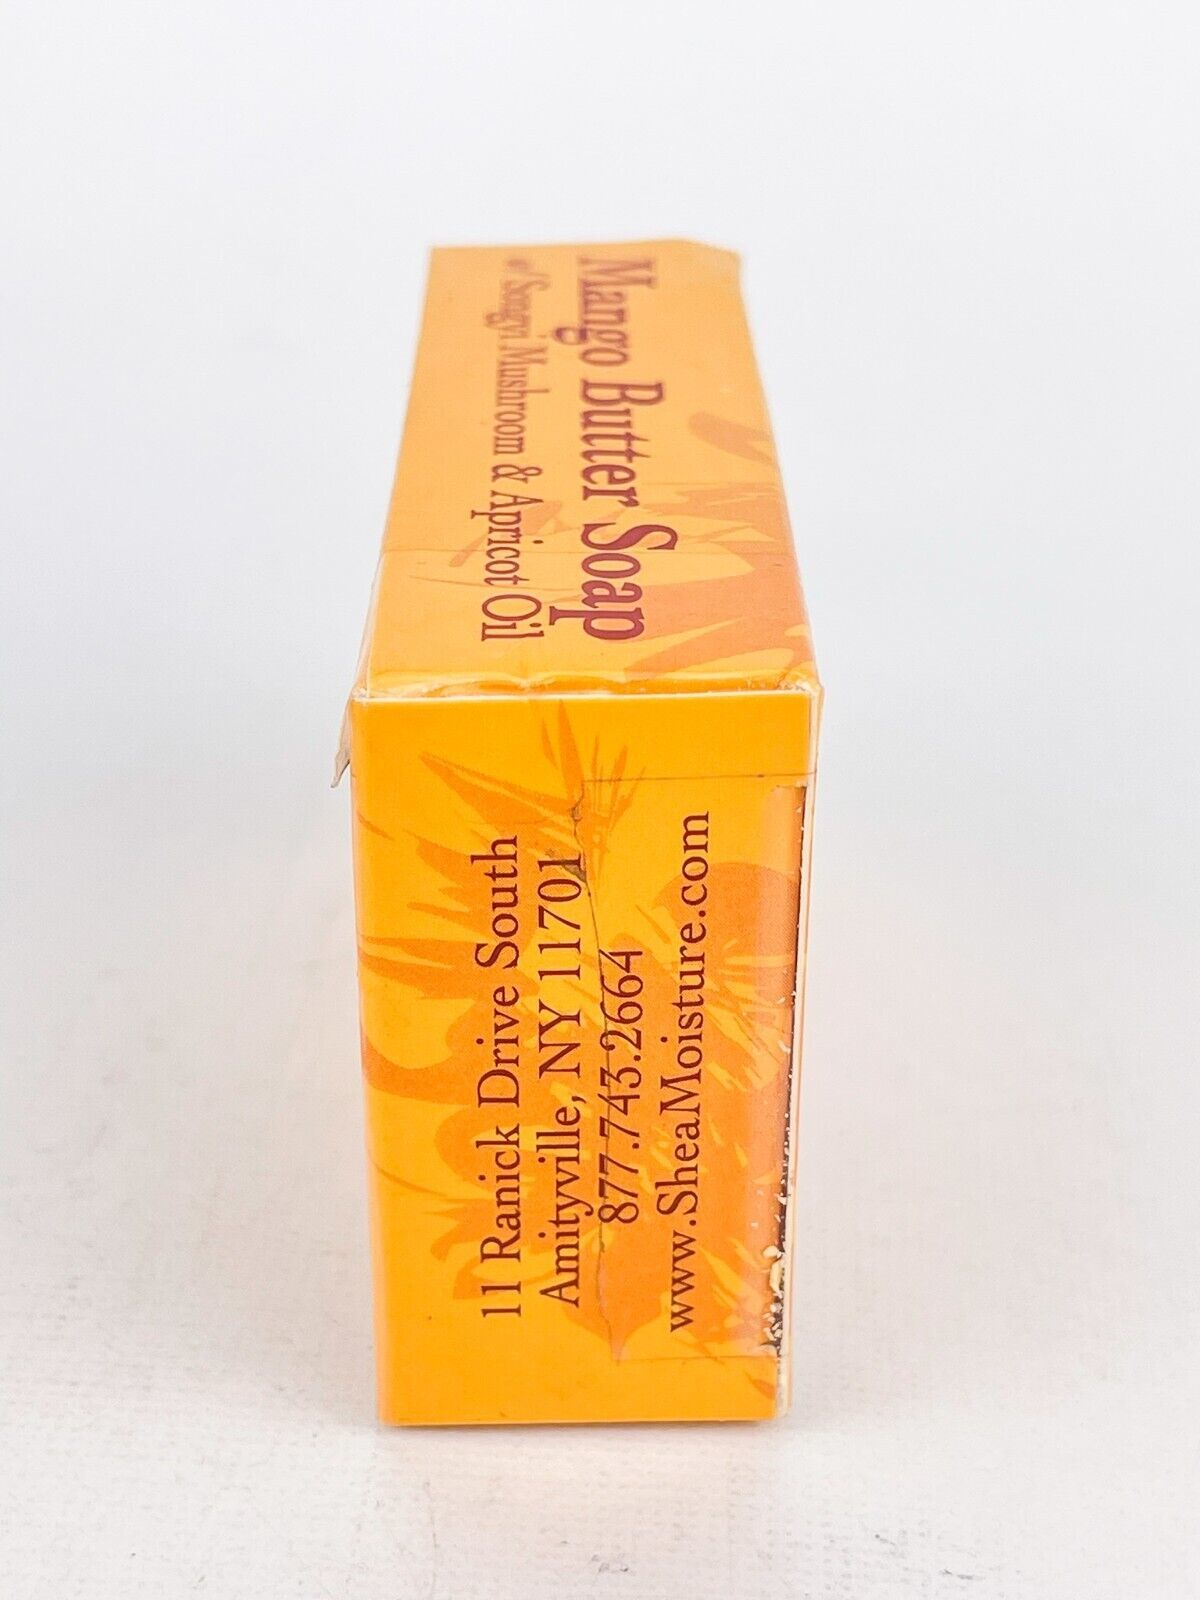 Mango Butter Soap
w/ Songyi Mushroom & Apricot Oil
11 Ranick Drive South
Amityville, NY 11701
877.743.2664
www.SheaMoisture.com